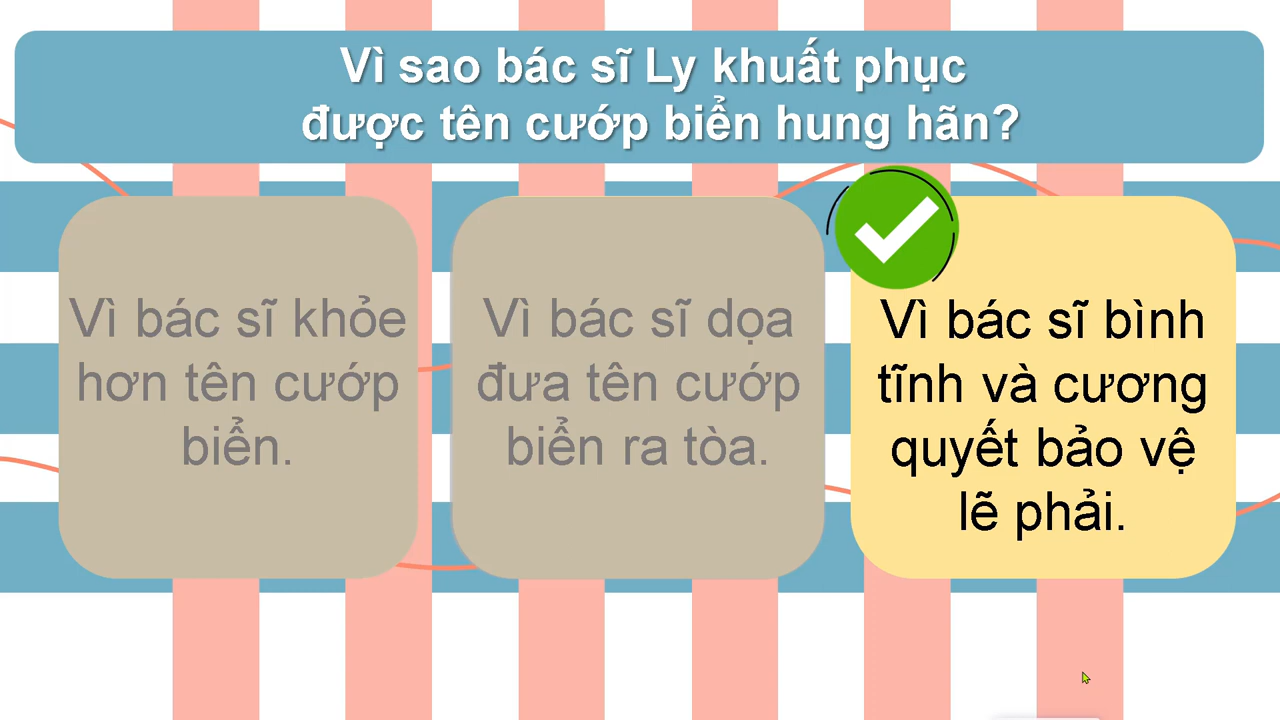 Vì sao bác sĩ Ly khuất phục
được tên cướp biển hung hãn?
Vì bác sĩ khỏe
hơn tên cướp
biển.
Vì bác sĩ dọa
đưa tên cướp
biển ra tòa.
Vì bác sĩ bình
tĩnh và cương
quyết bảo vệ
lẽ phải.